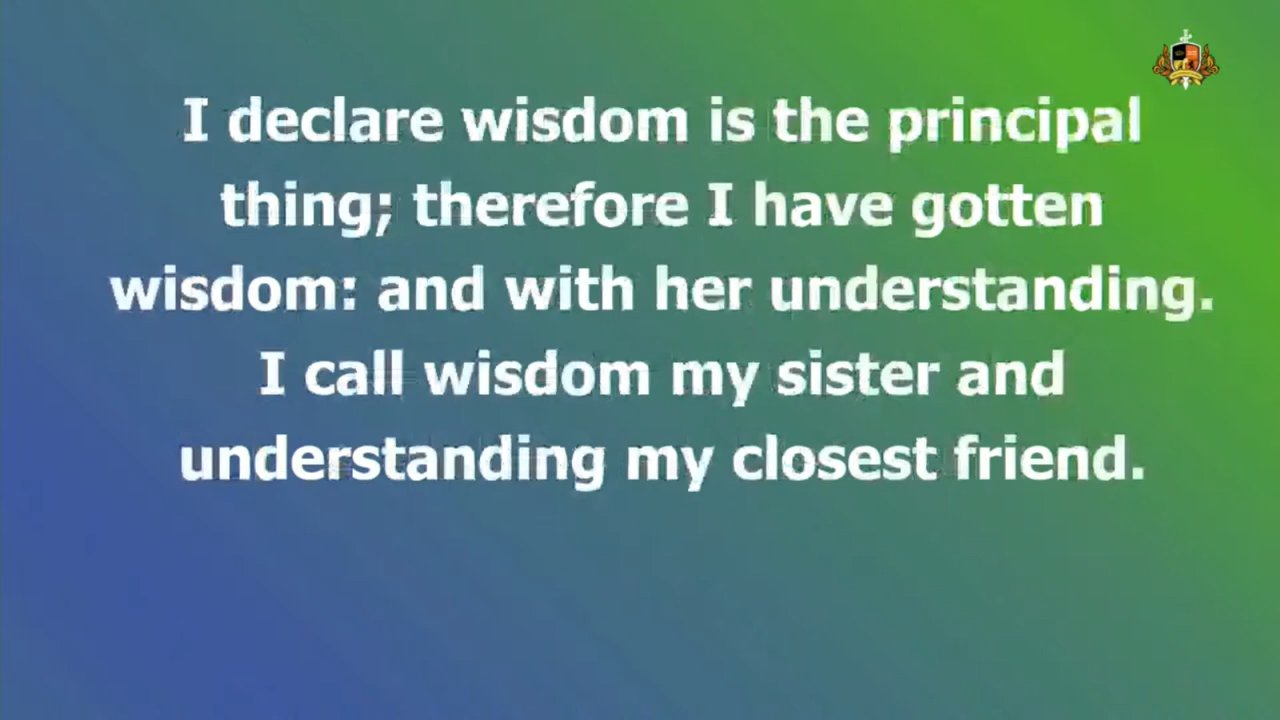 I declare wisdom is the principal
thing; therefore I have gotten
wisdom: and with her understanding.
I call wisdom my sister and
understanding my closest friend.